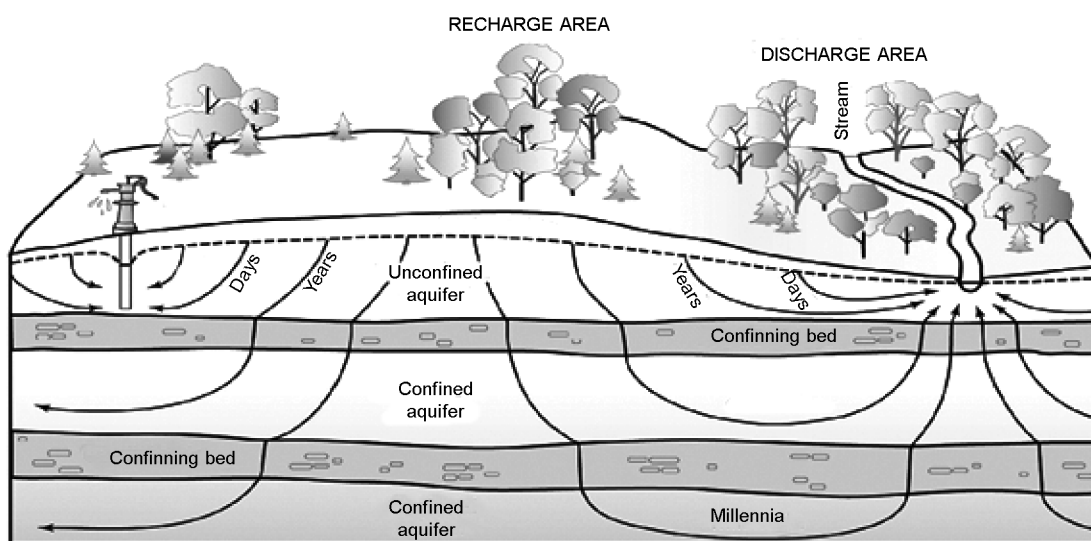 RECHARGE AREA
DISCHARGE AREA
Stream
Days
Years
Unconfined
aquifer
Years
Days
Confinning bed
Confined
aquifer
Confinning bed
Confined
aquifer
Millennia